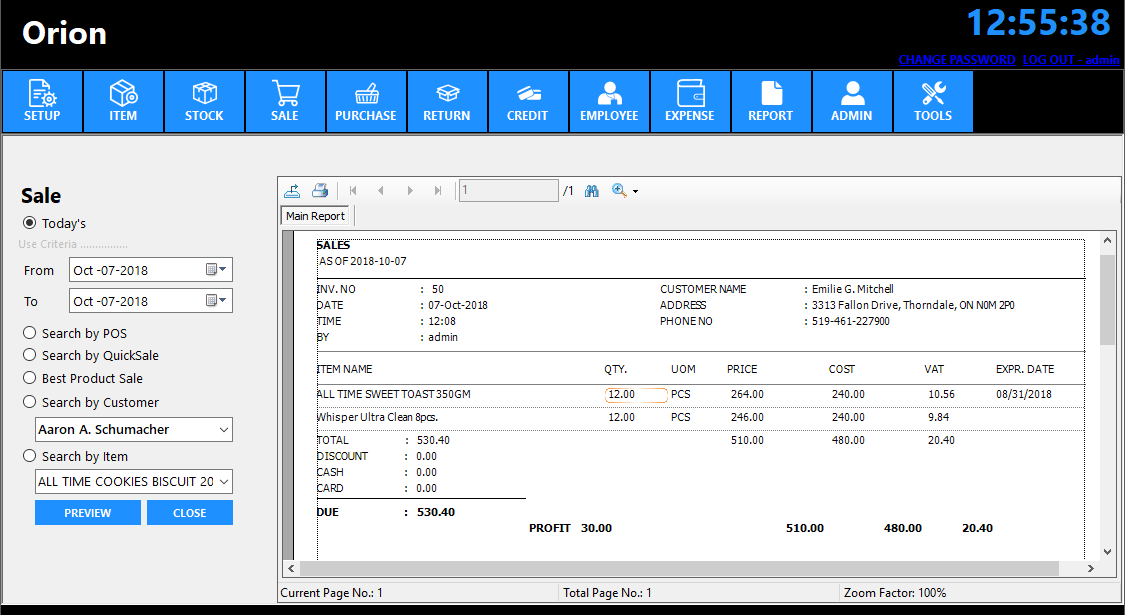 Orion
12:55:38
CHANGE PASSWORD LOG OUT - admin
SETUP ITEM STOCK SALE PURCHASE RETURN CREDIT EMPLOYEE EXPENSE REPORT ADMIN TOOLS
Sale
Today's
Use Criteria ................
From Oct -07-2018
To Oct -07-2018
Search by POS
Search by QuickSale
Best Product Sale
Search by Customer
Aaron A. Schumacher
Search by Item
ALL TIME COOKIES BISCUIT 20
PREVIEW CLOSE
1 /1
Main Report
SALES
AS OF 2018-10-07
INV. NO : 50 CUSTOMER NAME : Emilie G. Mitchell
DATE : 07-Oct-2018 ADDRESS : 3313 Fallon Drive, Thorndale, ON N0M 2P0
TIME : 12:08 PHONE NO : 519-461-227900
BY : admin
ITEM NAME QTY. UOM PRICE COST VAT EXPR. DATE
ALL TIME SWEET TOAST 350GM 12.00 PCS 264.00 240.00 10.56 08/31/2018
Whisper Ultra Clean 8pcs. 12.00 PCS 246.00 240.00 9.84
TOTAL : 530.40 510.00 480.00 20.40
DISCOUNT : 0.00
CASH : 0.00
CARD : 0.00
DUE : 530.40
PROFIT 30.00 510.00 480.00 20.40
Current Page No.: 1 Total Page No.: 1 Zoom Factor: 100%